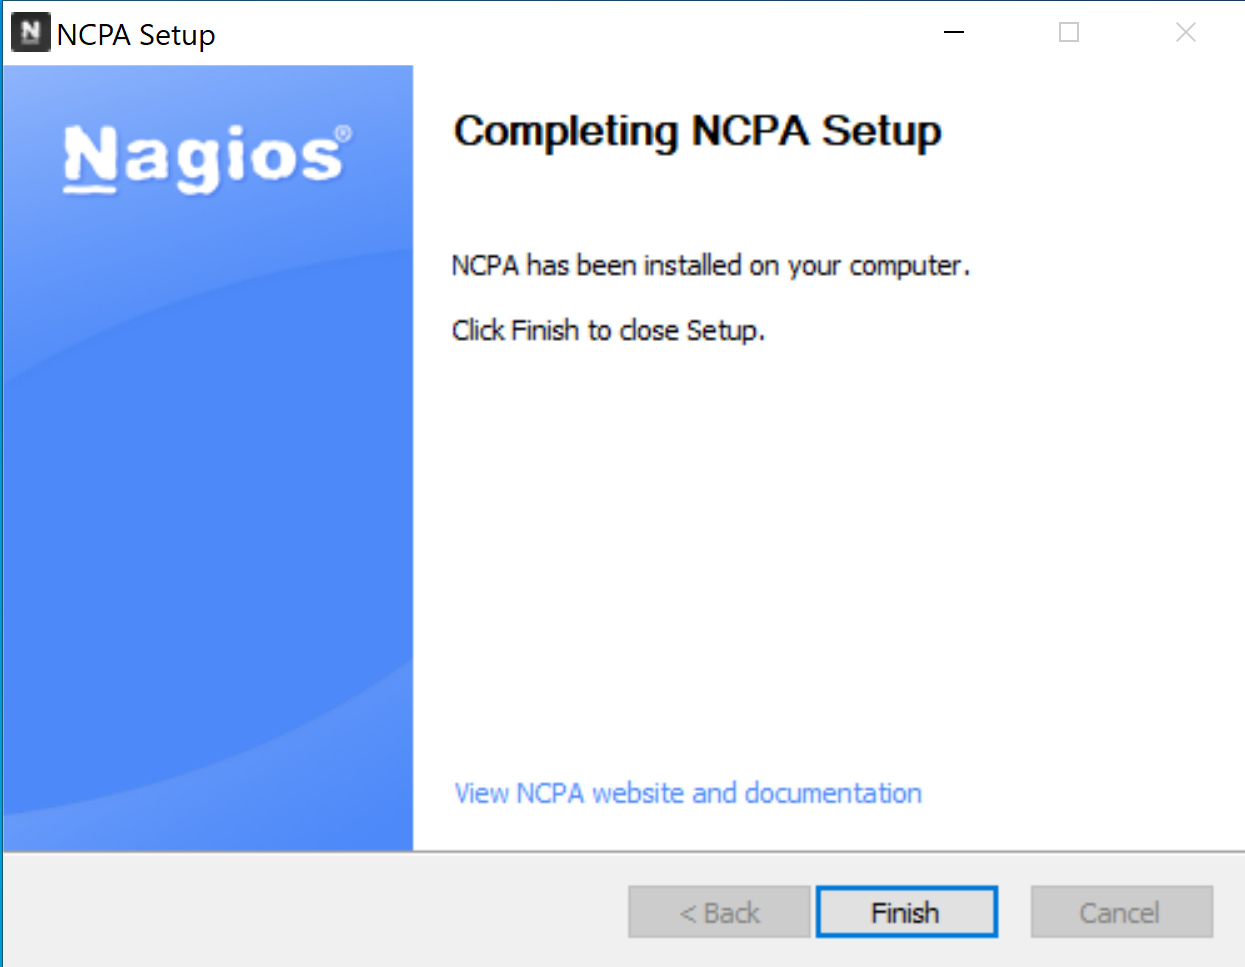 NCPA Setup
Nagios®
Completing NCPA Setup
NCPA has been installed on your computer.
Click Finish to close Setup.
View NCPA website and documentation
< Back
Finish
Cancel